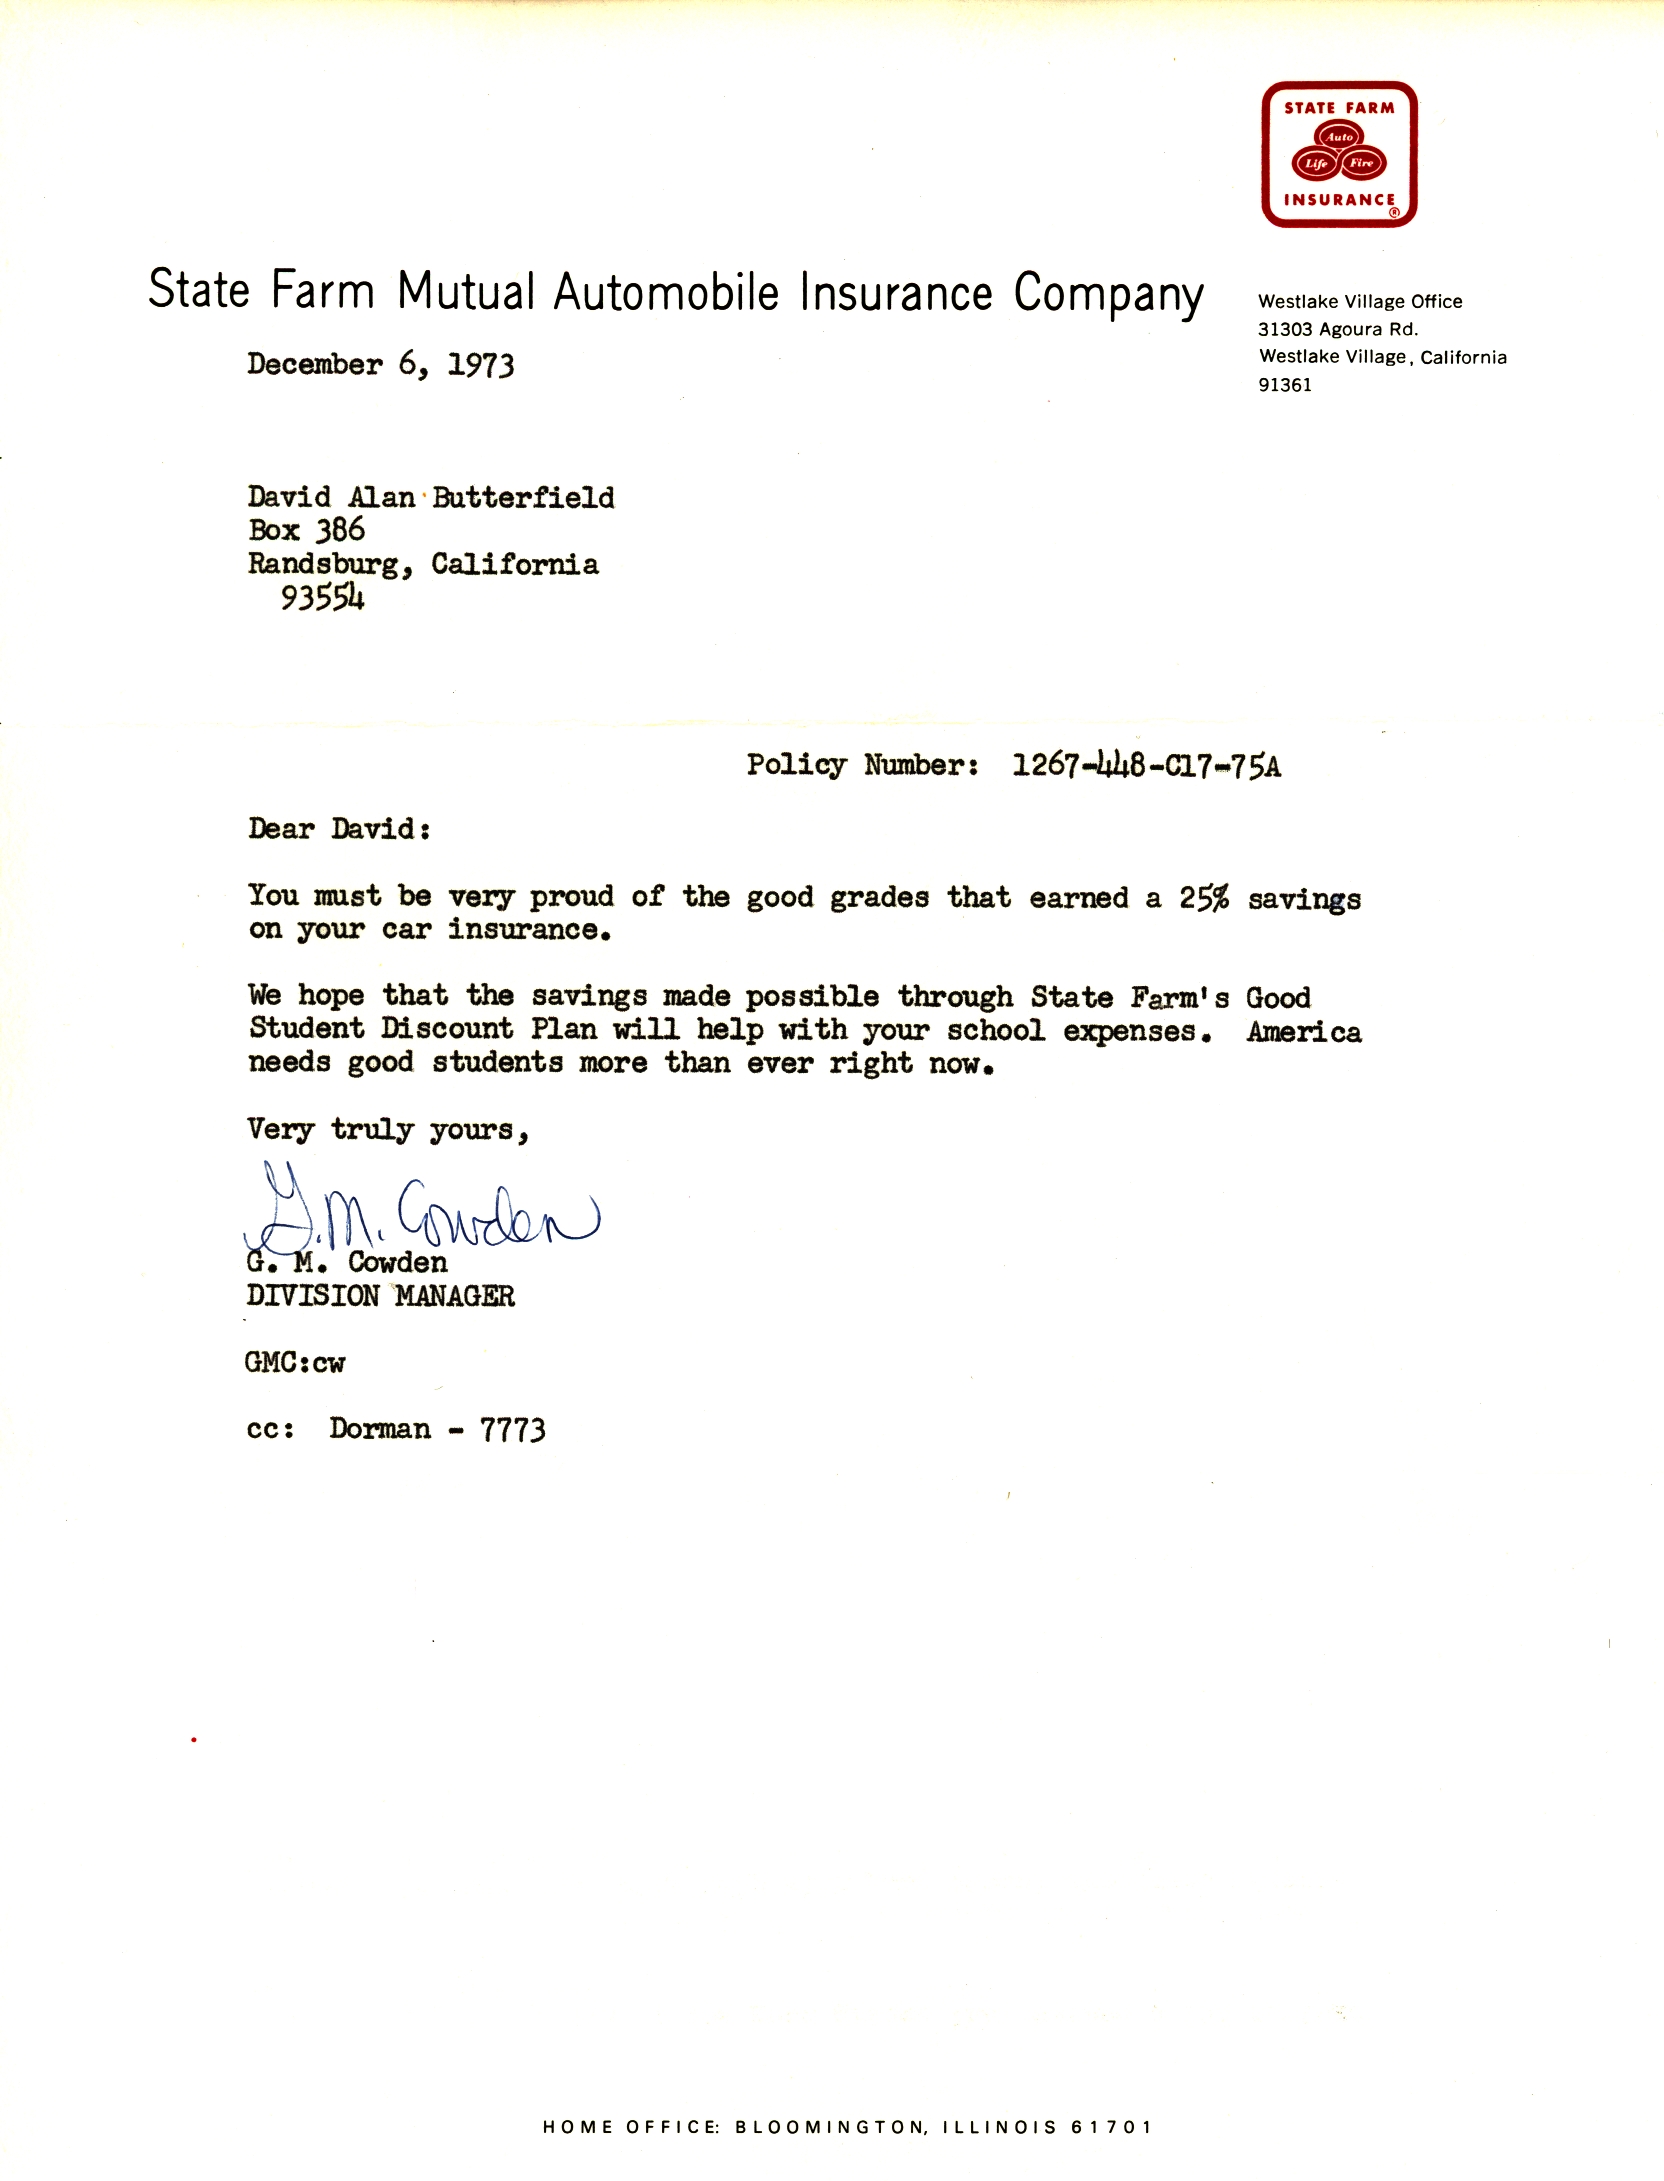 STATE FARM
Auto
Life Fire
INSURANCE
®
State Farm Mutual Automobile Insurance Company
Westlake Village Office
31303 Agoura Rd.
Westlake Village, California
91361
December 6, 1973
David Alan Butterfield
Box 386
Randsburg, California
93554
Policy Number: 1267-448-C17-75A
Dear David:
You must be very proud of the good grades that earned a 25% savings
on your car insurance.
We hope that the savings made possible through State Farm's Good
Student Discount Plan will help with your school expenses. America
needs good students more than ever right now.
Very truly yours,
G.M. Cowden
G. M. Cowden
DIVISION MANAGER
GMC:cw
cc: Dorman - 7773
HOME OFFICE: BLOOMINGTON, ILLINOIS 61701